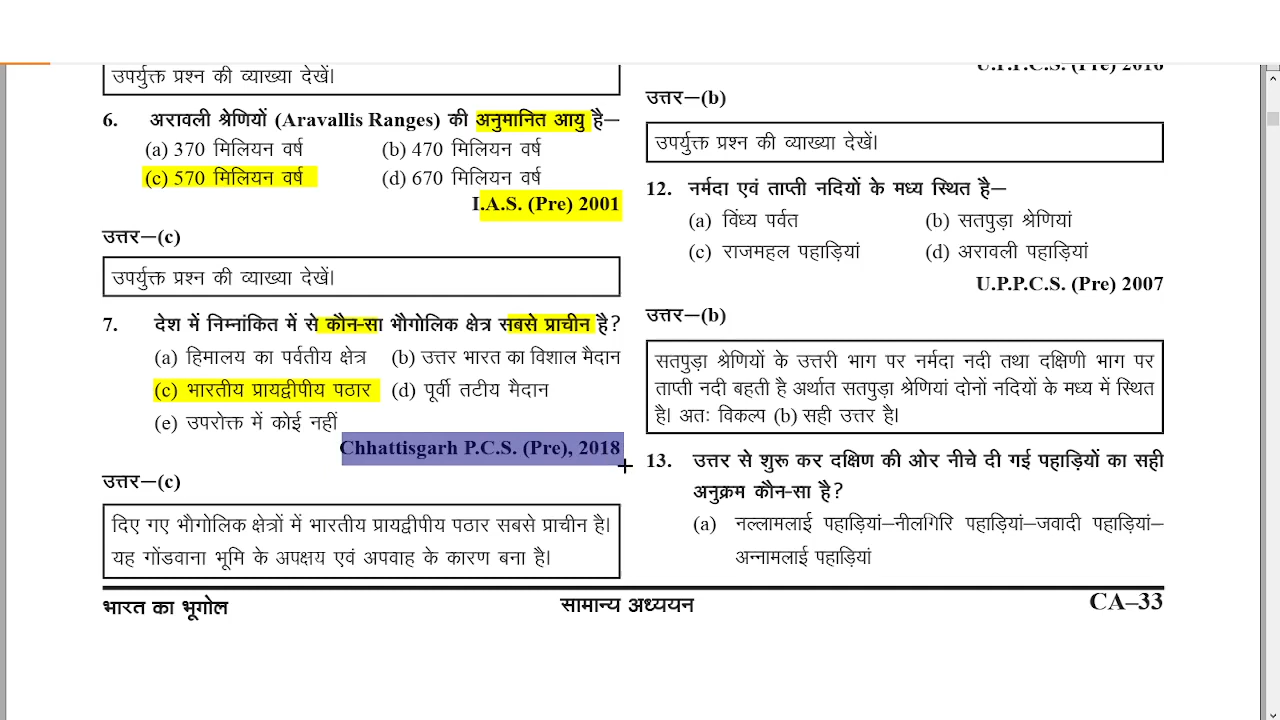 उपर्युक्त प्रश्न की व्याख्या देखें।
6. अरावली श्रेणियों (Aravallis Ranges) की अनुमानित आयु है–
(a) 370 मिलियन वर्ष (b) 470 मिलियन वर्ष
(c) 570 मिलियन वर्ष (d) 670 मिलियन वर्ष
I.A.S. (Pre) 2001
उत्तर–(c)
उपर्युक्त प्रश्न की व्याख्या देखें।
7. देश में निम्नांकित में से कौन-सा भौगोलिक क्षेत्र सबसे प्राचीन है?
(a) हिमालय का पर्वतीय क्षेत्र (b) उत्तर भारत का विशाल मैदान
(c) भारतीय प्रायद्वीपीय पठार (d) पूर्वी तटीय मैदान
(e) उपरोक्त में कोई नहीं
Chhattisgarh P.C.S. (Pre), 2018
उत्तर–(c)
दिए गए भौगोलिक क्षेत्रों में भारतीय प्रायद्वीपीय पठार सबसे प्राचीन है।
यह गोंडवाना भूमि के अपक्षय एवं अपवाह के कारण बना है।
U.P.P.C.S. (Pre) 2016
उत्तर–(b)
उपर्युक्त प्रश्न की व्याख्या देखें।
12. नर्मदा एवं ताप्ती नदियों के मध्य स्थित है–
(a) विंध्य पर्वत (b) सतपुड़ा श्रेणियां
(c) राजमहल पहाड़ियां (d) अरावली पहाड़ियां
U.P.P.C.S. (Pre) 2007
उत्तर–(b)
सतपुड़ा श्रेणियों के उत्तरी भाग पर नर्मदा नदी तथा दक्षिणी भाग पर
ताप्ती नदी बहती है अर्थात सतपुड़ा श्रेणियां दोनों नदियों के मध्य में स्थित
है। अतः विकल्प (b) सही उत्तर है।
13. उत्तर से शुरू कर दक्षिण की ओर नीचे दी गई पहाड़ियों का सही
अनुक्रम कौन-सा है?
(a) नल्लामलाई पहाड़ियां–नीलगिरि पहाड़ियां–जवादी पहाड़ियां–
अन्नामलाई पहाड़ियां
भारत का भूगोल सामान्य अध्ययन CA–33